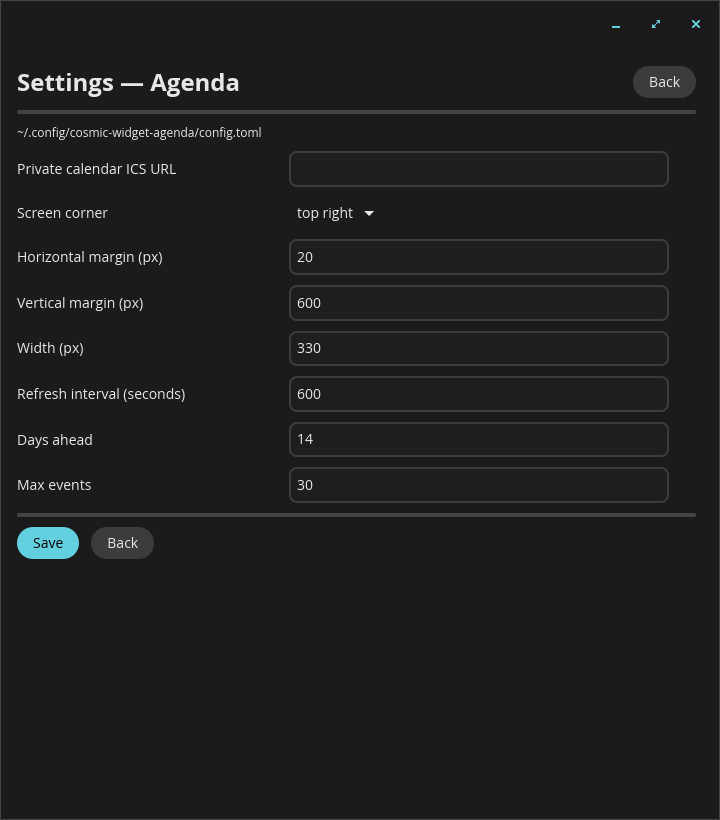 Settings — Agenda
Back
~/.config/cosmic-widget-agenda/config.toml
Private calendar ICS URL
Screen corner top right
Horizontal margin (px) 20
Vertical margin (px) 600
Width (px) 330
Refresh interval (seconds) 600
Days ahead 14
Max events 30
Save Back